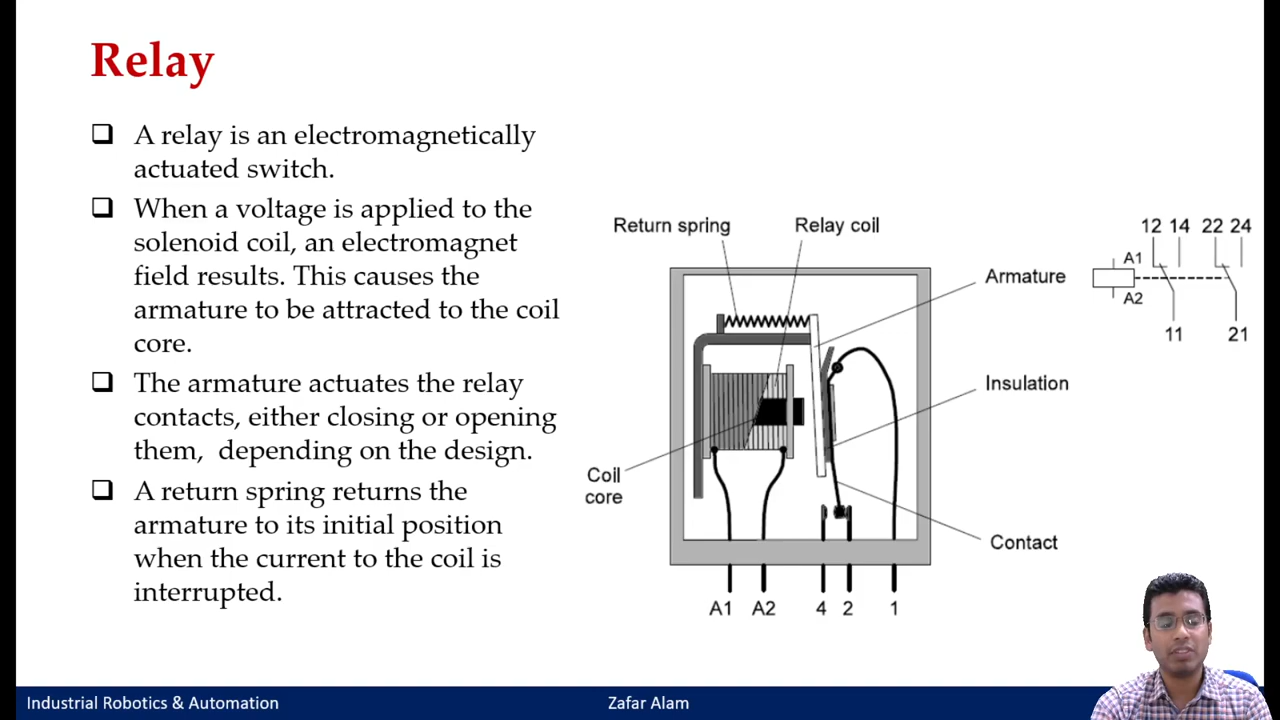 Relay
❑ A relay is an electromagnetically
actuated switch.
❑ When a voltage is applied to the
solenoid coil, an electromagnet
field results. This causes the
armature to be attracted to the coil
core.
❑ The armature actuates the relay
contacts, either closing or opening
them,  depending on the design.
❑ A return spring returns the
armature to its initial position
when the current to the coil is
interrupted.
Return spring
Relay coil
Armature
Insulation
Coil
core
Contact
A1
A2
4
2
1
12
14
22
24
A1
A2
11
21
Industrial Robotics & Automation
Zafar Alam